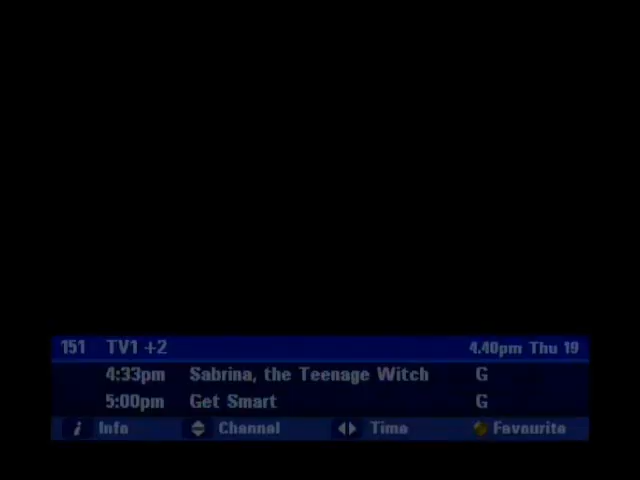 151 TV1 +2 4.40pm Thu 19
4:33pm Sabrina, the Teenage Witch G
5:00pm Get Smart G
i Info Channel Time Favourite